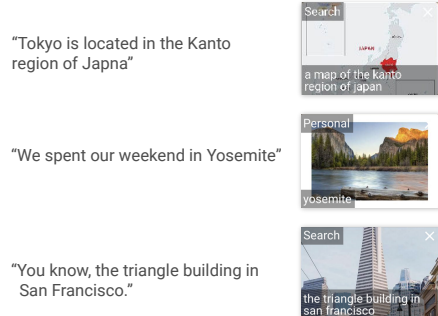 “Tokyo is located in the Kanto
region of Japna”
Search
JAPAN
a map of the kanto
region of japan
“We spent our weekend in Yosemite”
Personal
yosemite
“You know, the triangle building in
San Francisco.”
Search
the triangle building in
san francisco